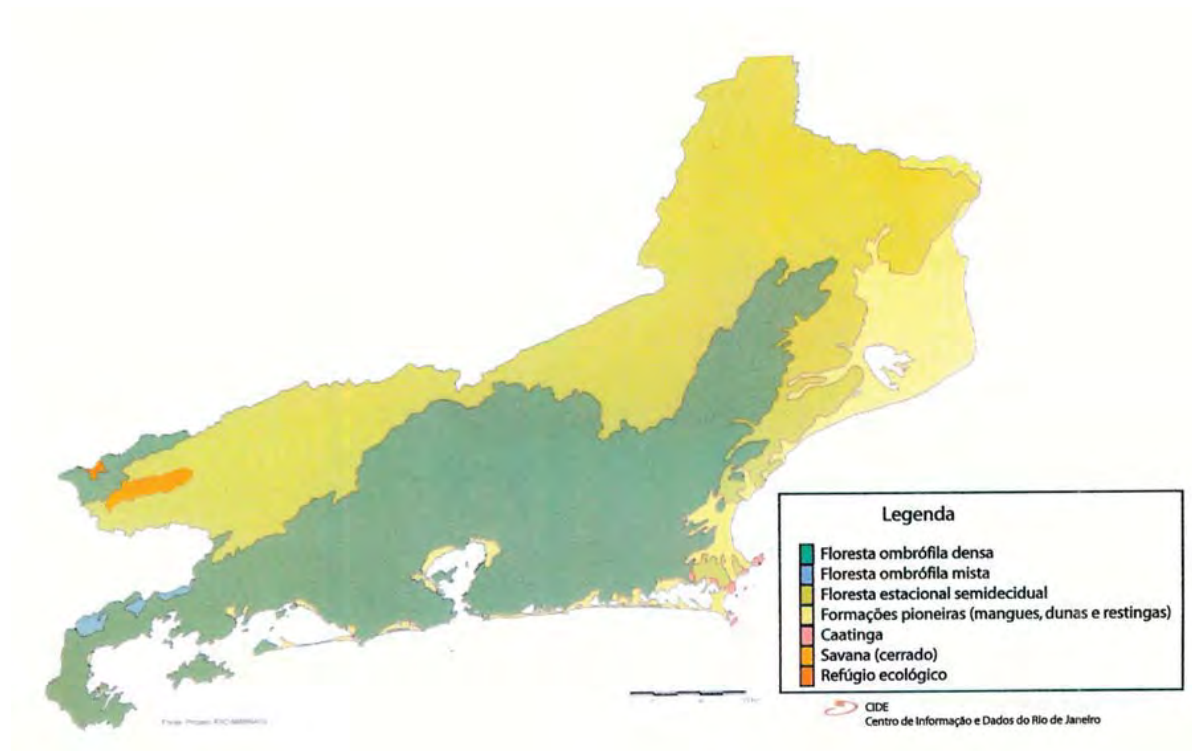 Legenda
Floresta ombrófila densa
Floresta ombrófila mista
Floresta estacional semidecidual
Formações pioneiras (mangues, dunas e restingas)
Caatinga
Savana (cerrado)
Refúgio ecológico
CIDE
Centro de Informação e Dados do Rio de Janeiro